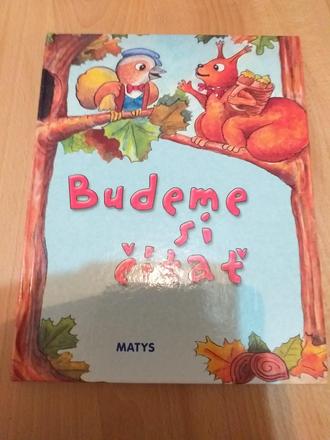 Budeme
si
čítať
MATYS